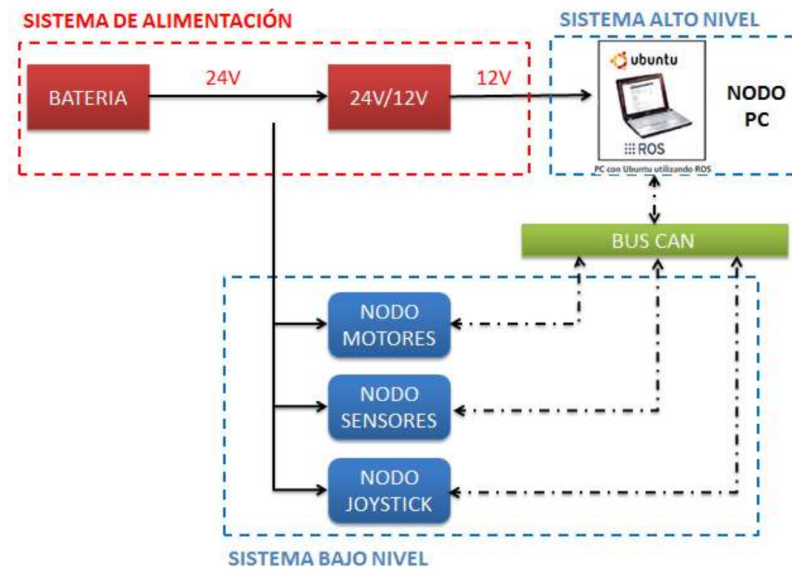 SISTEMA DE ALIMENTACIÓN
SISTEMA ALTO NIVEL
BATERIA
24V
24V/12V
12V
ubuntu
ROS
PC con Ubuntu utilizando ROS
NODO
PC
BUS CAN
NODO
MOTORES
NODO
SENSORES
NODO
JOYSTICK
SISTEMA BAJO NIVEL